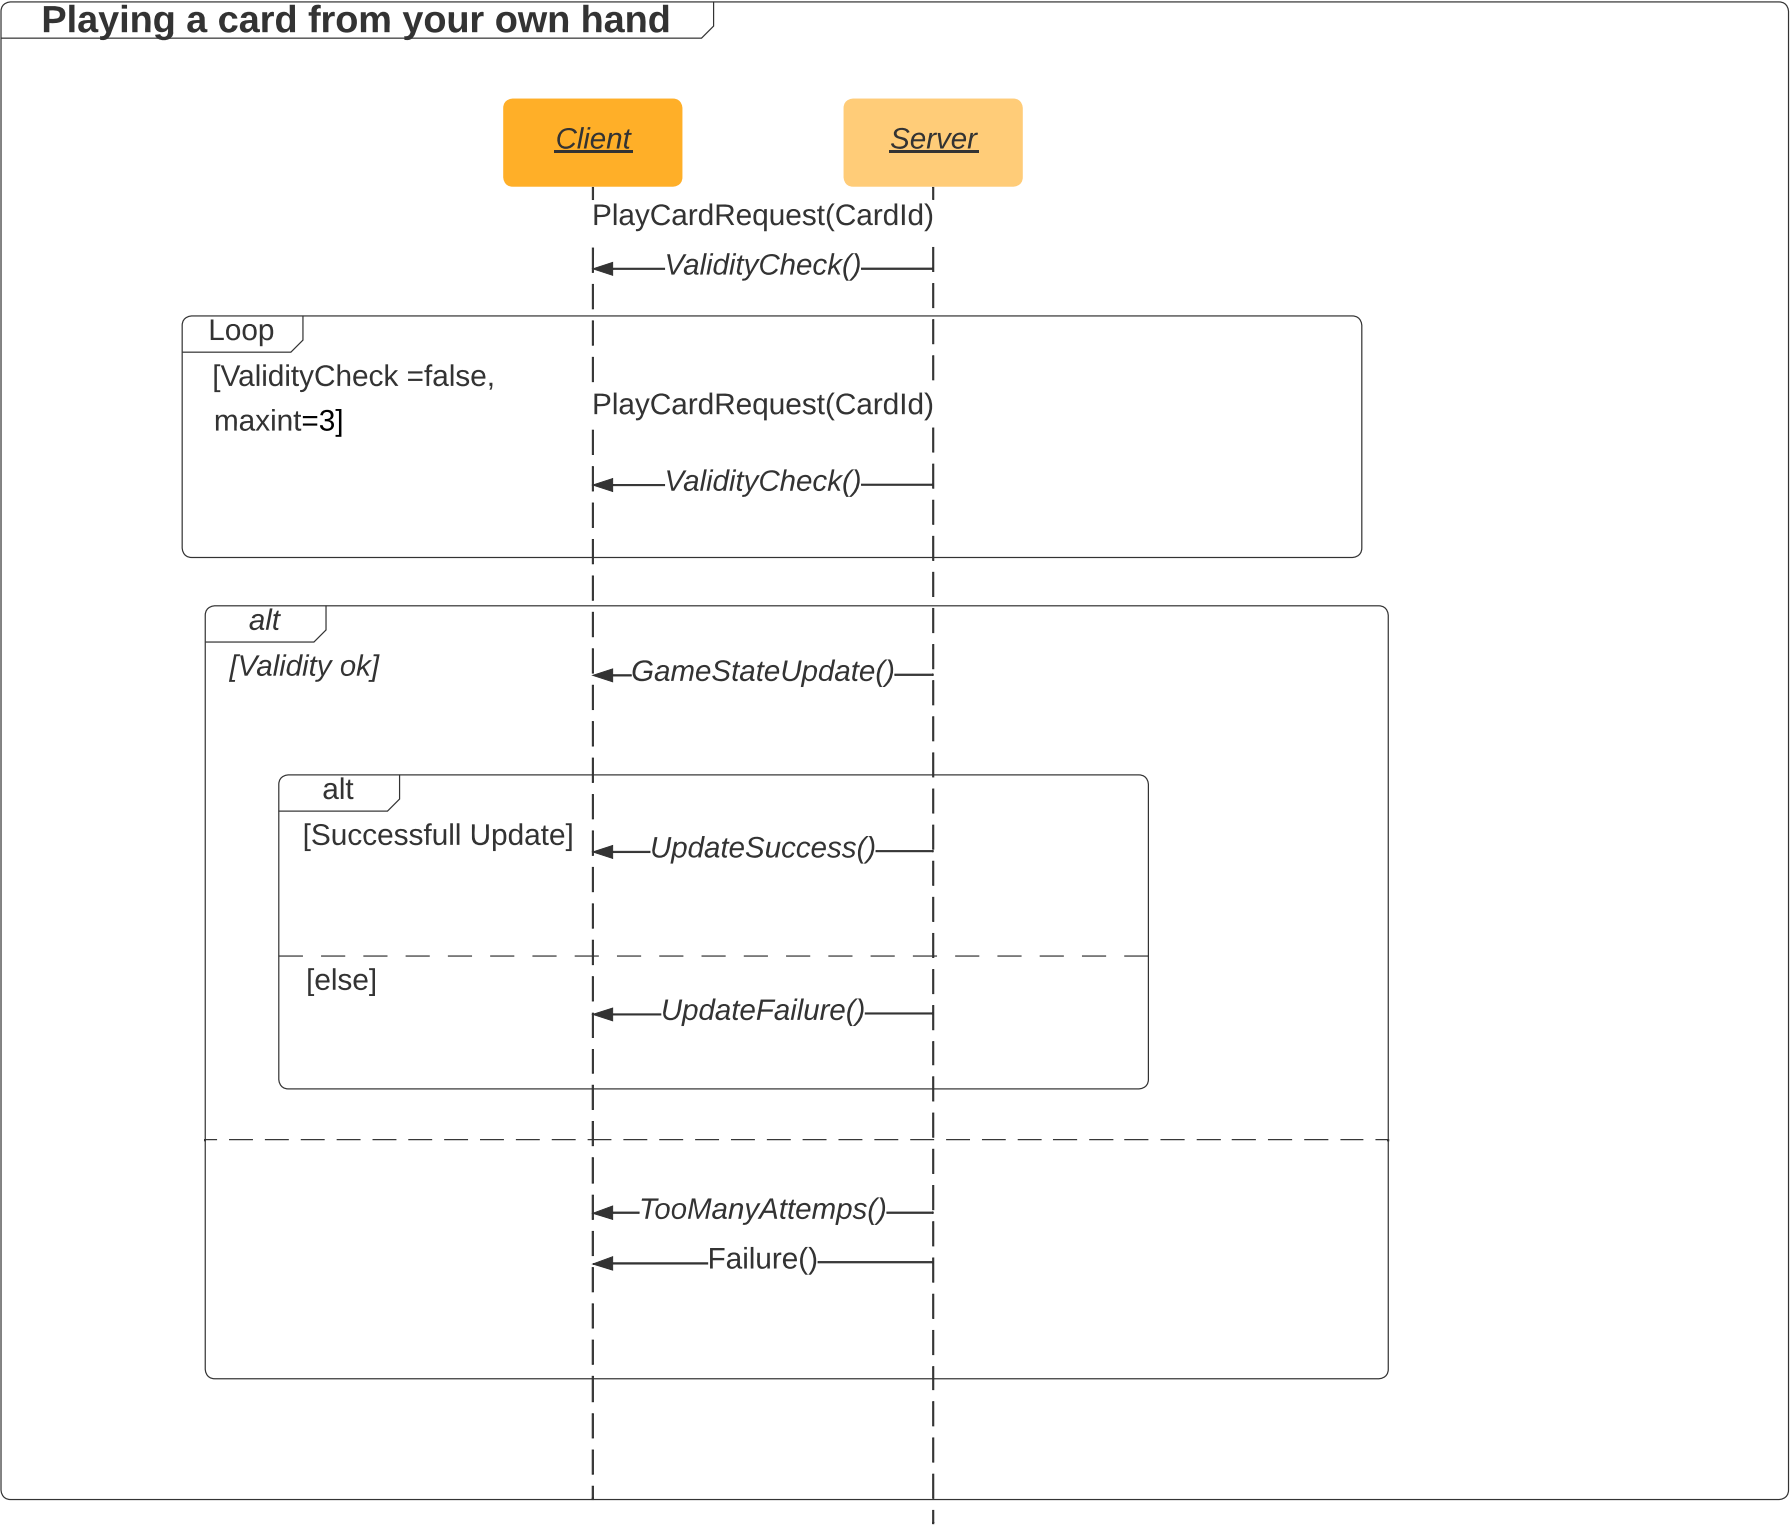 Playing a card from your own hand
Client
Server
PlayCardRequest(CardId)
ValidityCheck()
Loop
[ValidityCheck =false,
maxint=3]
PlayCardRequest(CardId)
ValidityCheck()
alt
[Validity ok]
GameStateUpdate()
alt
[Successfull Update]
UpdateSuccess()
[else]
UpdateFailure()
TooManyAttemps()
Failure()